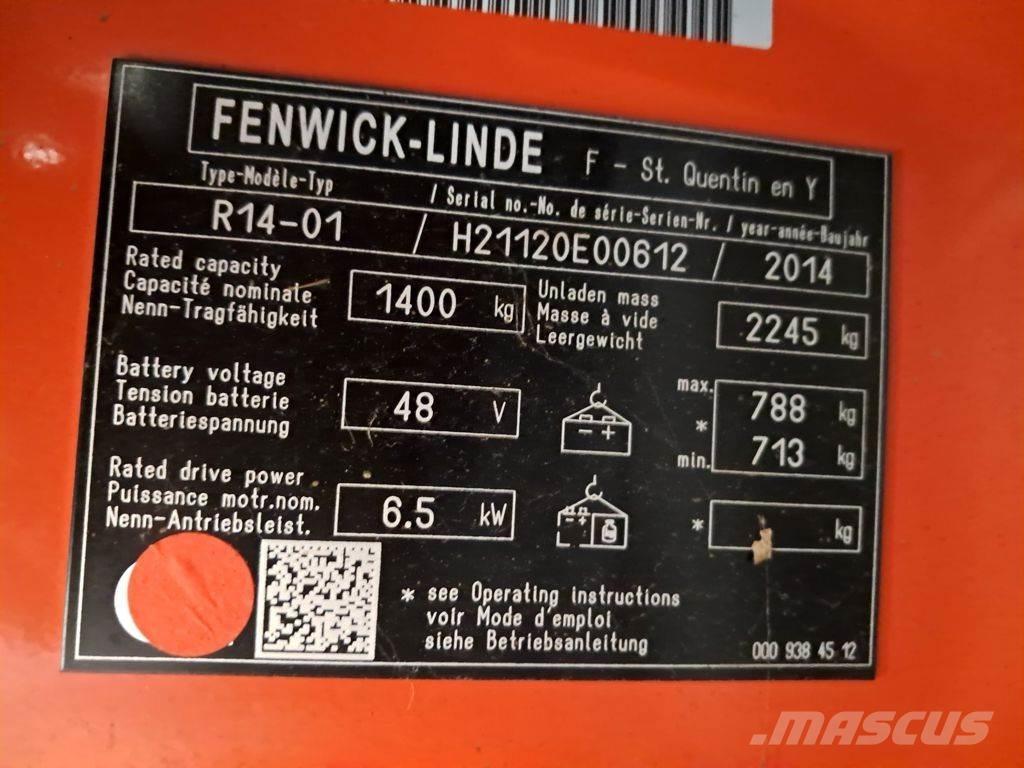 FENWICK-LINDE F - St. Quentin en Y
Type-Modèle-Typ / Serial no.-No. de série-Serien-Nr. / year-année-Baujahr
R14-01 / H21120E00612 / 2014
Rated capacity
Capacité nominale
Nenn-Tragfähigkeit
1400 kg
Unladen mass
Masse à vide
Leergewicht
2245 kg
Battery voltage
Tension batterie
Batteriespannung
48 V
- +
max. 788 kg
*
min. 713 kg
Rated drive power
Puissance motr.nom.
Nenn-Antriebsleist.
6.5 kW
- +
* kg
* see Operating instructions
voir Mode d'emploi
siehe Betriebsanleitung
000 938 45 12
MASCUS